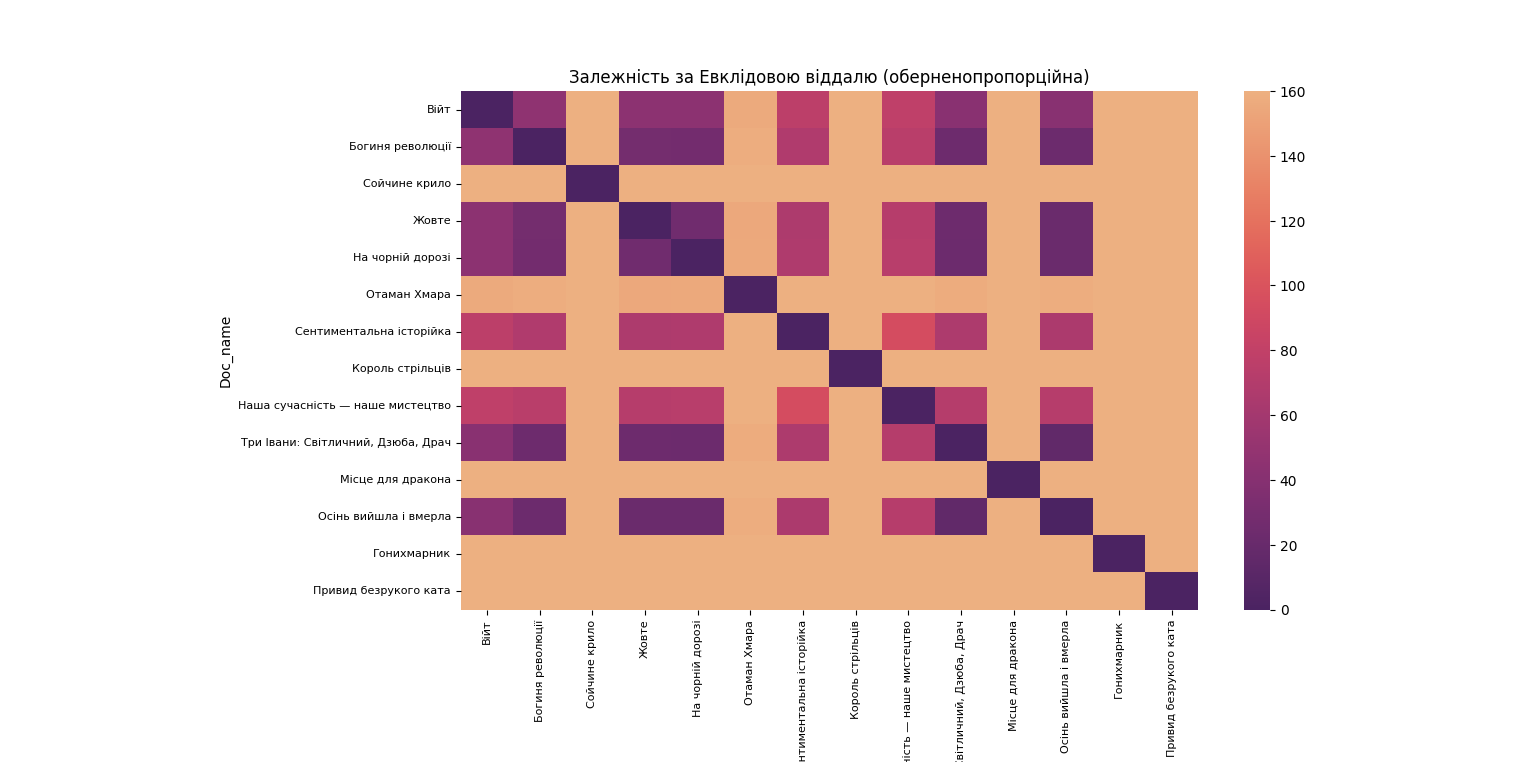 Залежність за Евклідовою віддалю (оберненопропорційна)
Війт
Богиня революції
Сойчине крило
Жовте
На чорній дорозі
Отаман Хмара
Сентиментальна історійка
Король стрільців
Наша сучасність — наше мистецтво
Три Івани: Світличний, Дзюба, Драч
Місце для дракона
Осінь вийшла і вмерла
Гонихмарник
Привид безрукого ката
Doc_name
Війт
Богиня революції
Сойчине крило
Жовте
На чорній дорозі
Отаман Хмара
нтиментальна історійка
Король стрільців
ність — наше мистецтво
Світличний, Дзюба, Драч
Місце для дракона
Осінь вийшла і вмерла
Гонихмарник
Привид безрукого ката
160
140
120
100
80
60
40
20
0